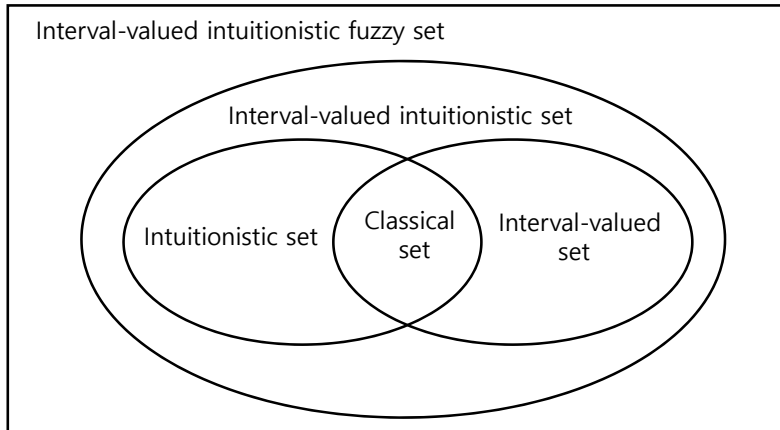 Interval-valued intuitionistic fuzzy set
Interval-valued intuitionistic set
Intuitionistic set
Classical
set
Interval-valued
set